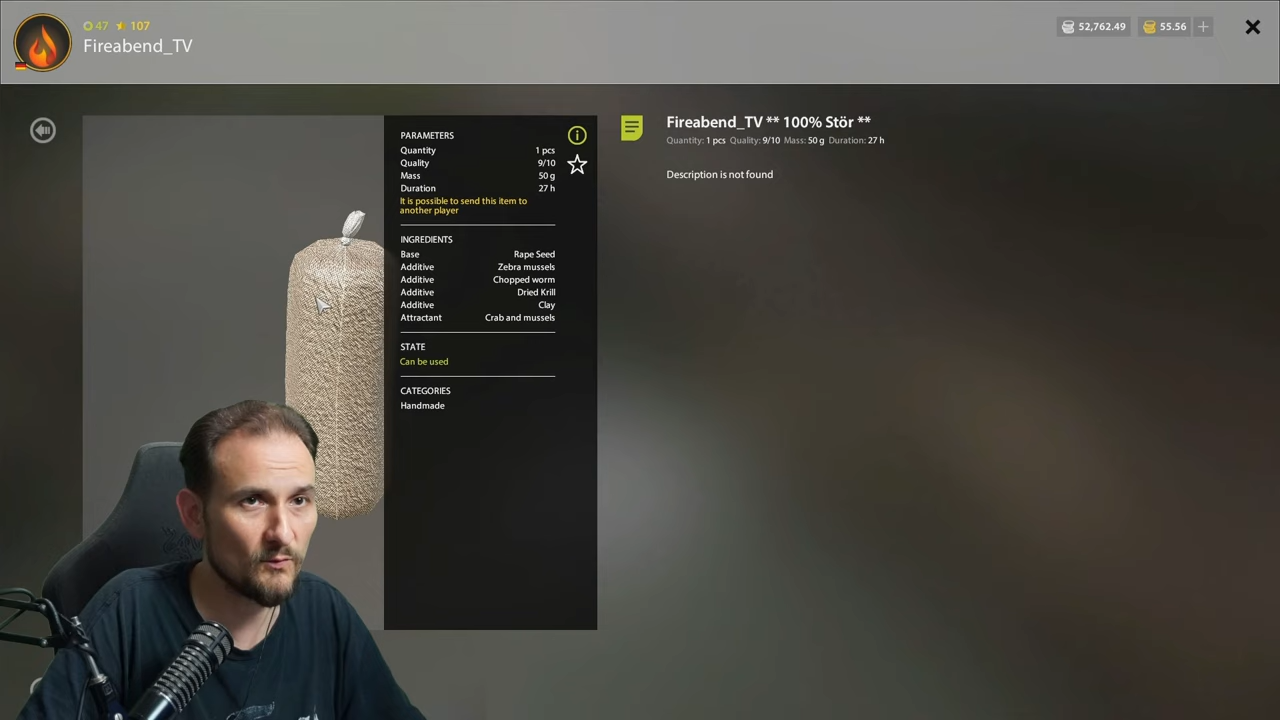 47 107
Fireabend_TV
52,762.49 55.56
PARAMETERS
Quantity 1 pcs
Quality 9/10
Mass 50 g
Duration 27 h
It is possible to send this item to
another player
INGREDIENTS
Base Rape Seed
Additive Zebra mussels
Additive Chopped worm
Additive Dried Krill
Additive Clay
Attractant Crab and mussels
STATE
Can be used
CATEGORIES
Handmade
Fireabend_TV ** 100% Stör **
Quantity: 1 pcs Quality: 9/10 Mass: 50 g Duration: 27 h
Description is not found